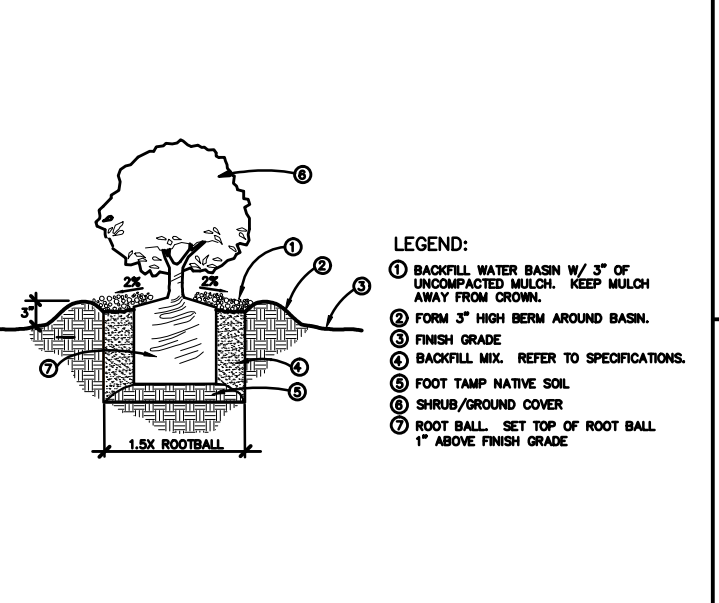 6
1
2
3
2% 2%
3"
7
4
5
1.5X ROOTBALL
LEGEND:
1 BACKFILL WATER BASIN W/ 3" OF
UNCOMPACTED MULCH. KEEP MULCH
AWAY FROM CROWN.
2 FORM 3" HIGH BERM AROUND BASIN.
3 FINISH GRADE
4 BACKFILL MIX. REFER TO SPECIFICATIONS.
5 FOOT TAMP NATIVE SOIL
6 SHRUB/GROUND COVER
7 ROOT BALL. SET TOP OF ROOT BALL
1" ABOVE FINISH GRADE